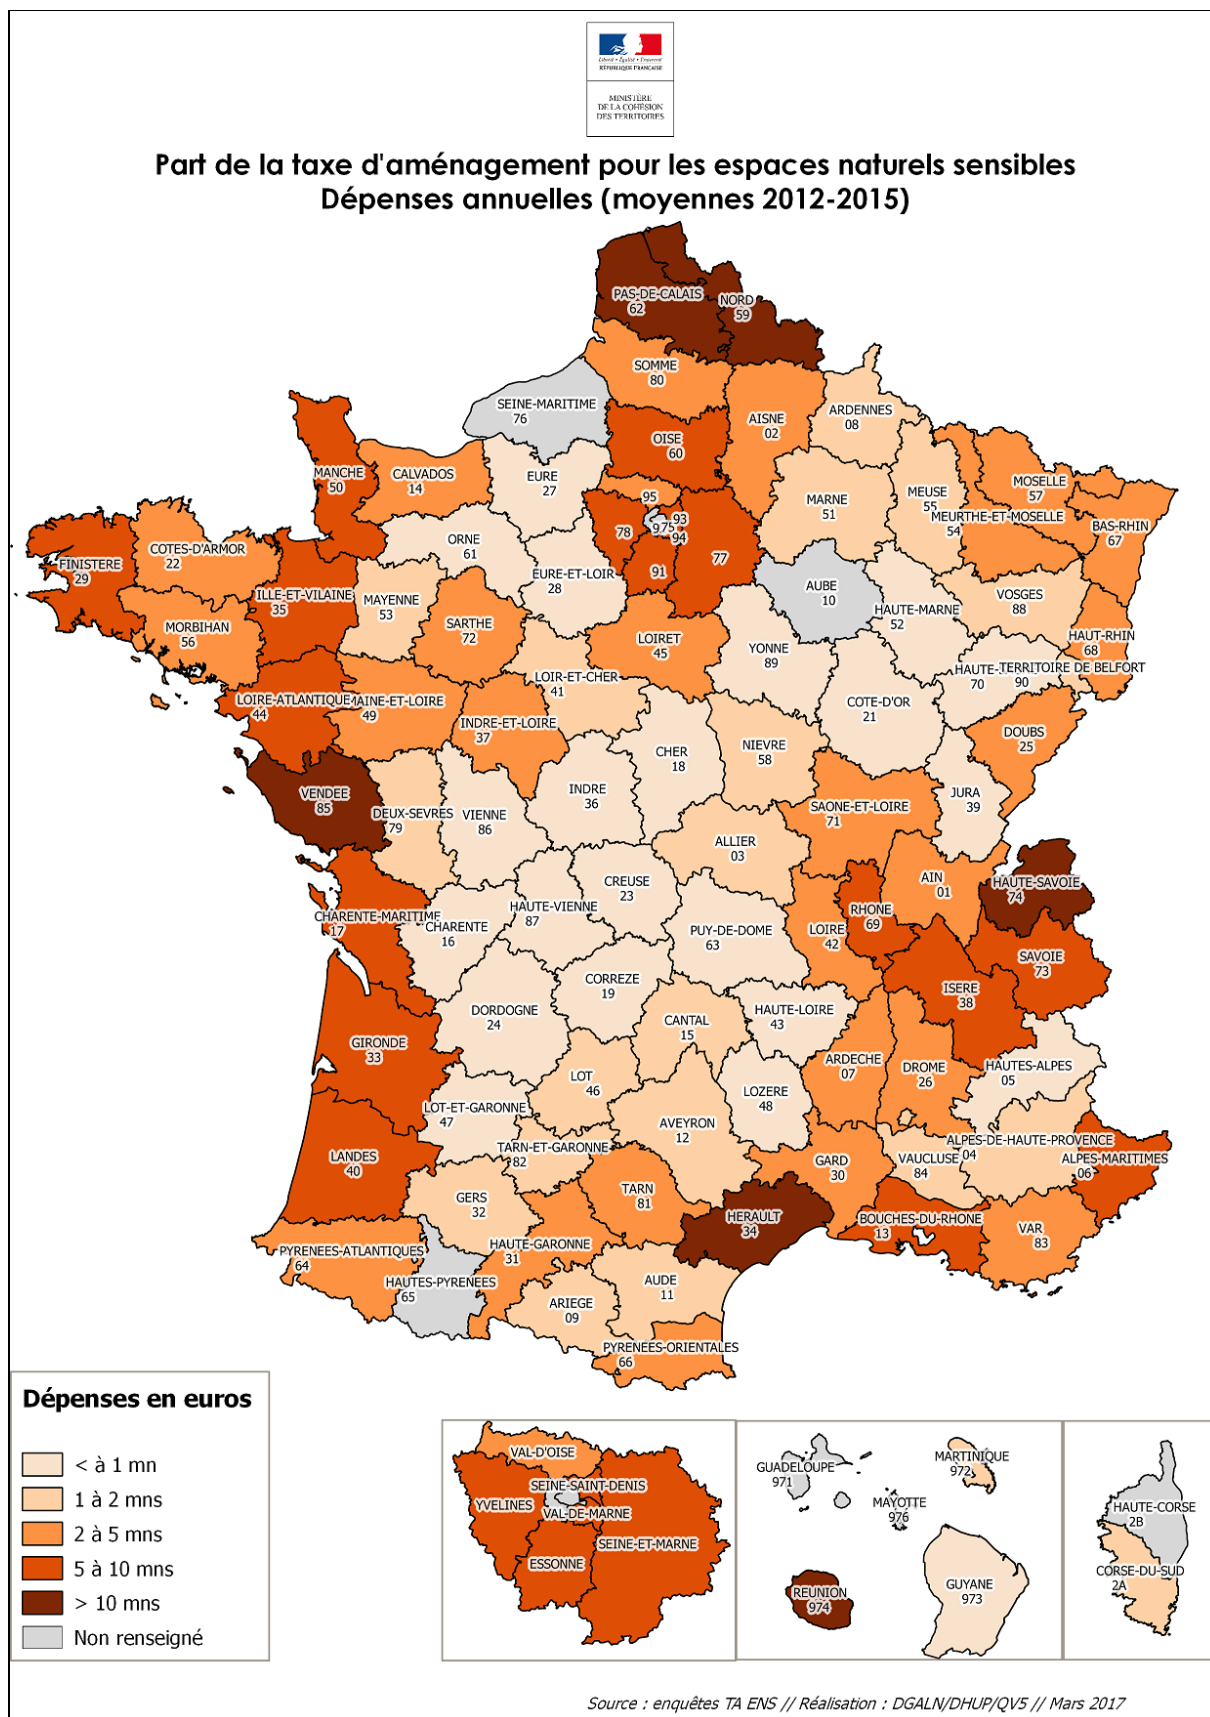 Liberté • Égalité • Fraternité
RÉPUBLIQUE FRANÇAISE
MINISTÈRE
DE LA COHÉSION
DES TERRITOIRES
Part de la taxe d'aménagement pour les espaces naturels sensibles
Dépenses annuelles (moyennes 2012-2015)
PAS-DE-CALAIS
62
NORD
59
SOMME
80
SEINE-MARITIME
76
AISNE
02
ARDENNES
08
OISE
60
MANCHE
50
CALVADOS
14
EURE
27
95
MARNE
51
MEUSE
55
MOSELLE
57
MEURTHE-ET-MOSELLE
54
BAS-RHIN
67
78
975
93
94
77
91
ORNE
61
COTES-D'ARMOR
22
FINISTERE
29
ILLE-ET-VILAINE
35
MAYENNE
53
EURE-ET-LOIR
28
AUBE
10
HAUTE-MARNE
52
VOSGES
88
HAUT-RHIN
68
MORBIHAN
56
SARTHE
72
LOIRET
45
YONNE
89
HAUTE-
70
TERRITOIRE DE BELFORT
90
LOIRE-ATLANTIQUE
44
MAINE-ET-LOIRE
49
LOIR-ET-CHER
41
INDRE-ET-LOIRE
37
COTE-D'OR
21
DOUBS
25
CHER
18
NIEVRE
58
VENDEE
85
DEUX-SEVRES
79
VIENNE
86
INDRE
36
SAONE-ET-LOIRE
71
JURA
39
ALLIER
03
CREUSE
23
AIN
01
HAUTE-SAVOIE
74
CHARENTE-MARITIME
17
CHARENTE
16
HAUTE-VIENNE
87
PUY-DE-DOME
63
LOIRE
42
RHONE
69
SAVOIE
73
ISERE
38
CORREZE
19
DORDOGNE
24
CANTAL
15
HAUTE-LOIRE
43
GIRONDE
33
ARDECHE
07
DROME
26
HAUTES-ALPES
05
LOT
46
LOZERE
48
LOT-ET-GARONNE
47
AVEYRON
12
TARN-ET-GARONNE
82
LANDES
40
GARD
30
VAUCLUSE
84
ALPES-DE-HAUTE-PROVENCE
04
ALPES-MARITIMES
06
GERS
32
TARN
81
HERAULT
34
BOUCHES-DU-RHONE
13
VAR
83
PYRENEES-ATLANTIQUES
64
HAUTE-GARONNE
31
HAUTES-PYRENEES
65
AUDE
11
ARIEGE
09
PYRENEES-ORIENTALES
66
Dépenses en euros
< à 1 mn
1 à 2 mns
2 à 5 mns
5 à 10 mns
> 10 mns
Non renseigné
VAL-D'OISE
SEINE-SAINT-DENIS
YVELINES
VAL-DE-MARNE
SEINE-ET-MARNE
ESSONNE
GUADELOUPE
971
MARTINIQUE
972
MAYOTTE
976
REUNION
974
GUYANE
973
HAUTE-CORSE
2B
CORSE-DU-SUD
2A
Source : enquêtes TA ENS // Réalisation : DGALN/DHUP/QV5 // Mars 2017